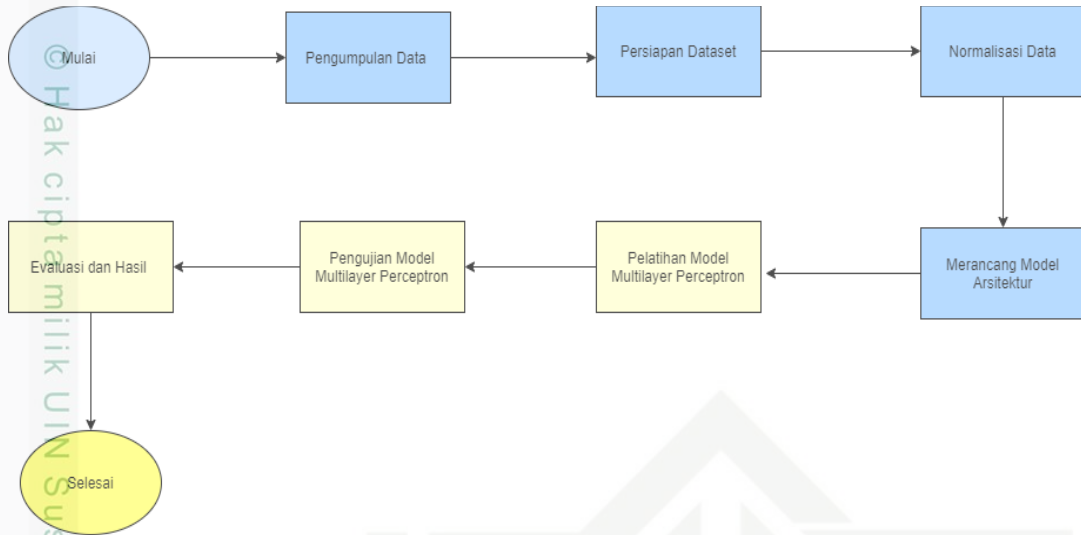 Mulai
Pengumpulan Data
Persiapan Dataset
Normalisasi Data
Merancang Model
Arsitektur
Pelatihan Model
Multilayer Perceptron
Pengujian Model
Multilayer Perceptron
Evaluasi dan Hasil
Selesai
© Hak cipta milik UIN Sus